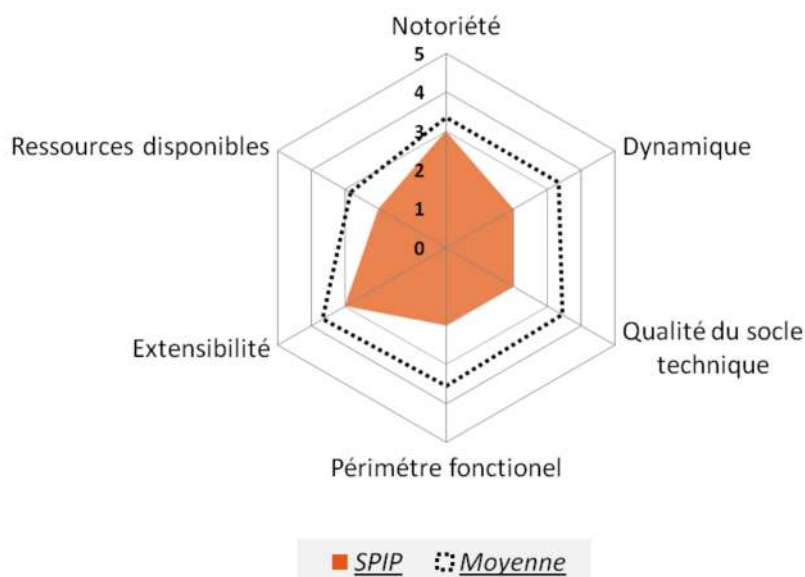 Notoriété
5
4
3
2
1
0
Ressources disponibles
Dynamique
Extensibilité
Qualité du socle
technique
Périmétre fonctionel
SPIP
Moyenne